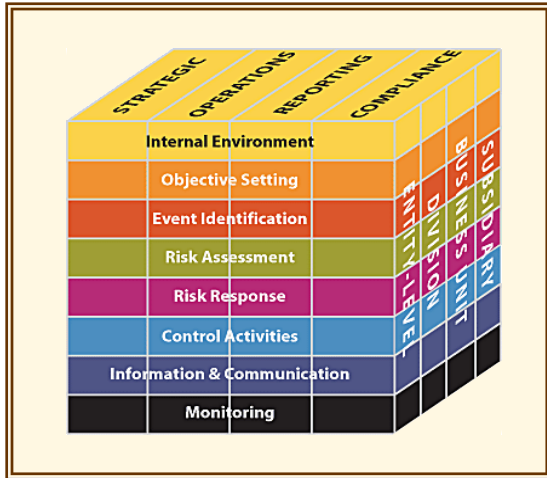 STRATEGIC
OPERATIONS
REPORTING
COMPLIANCE
Internal Environment
Objective Setting
Event Identification
Risk Assessment
Risk Response
Control Activities
Information & Communication
Monitoring
ENTITY-LEVEL
DIVISION
BUSINESS UNIT
SUBSIDIARY